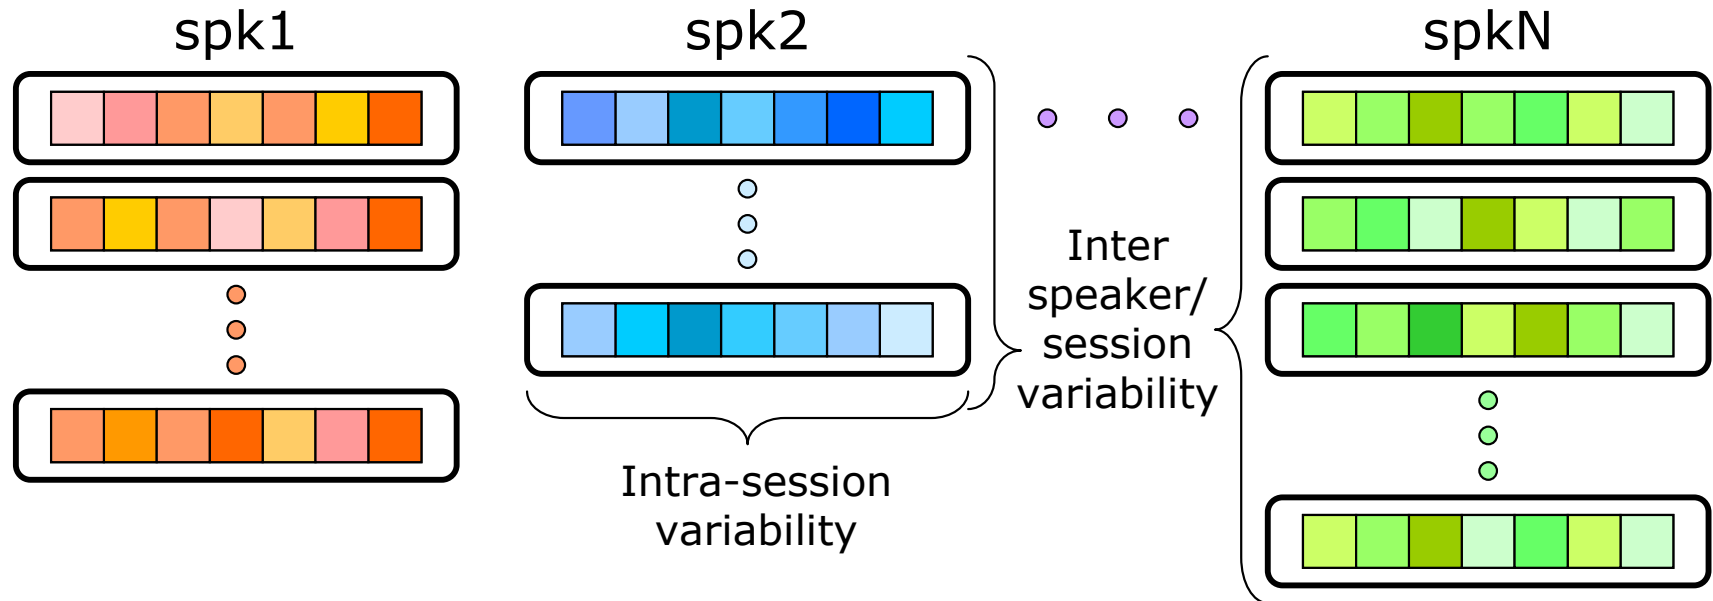 spk1
spk2
spkN
Inter
speaker/
session
variability
Intra-session
variability